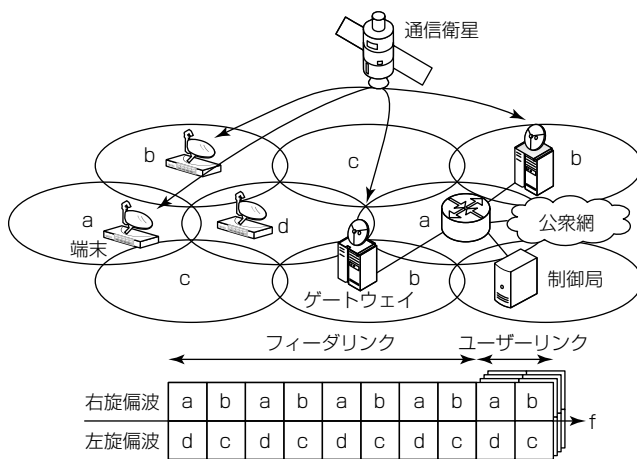 通信衛星
b
c
b
a
端末
d
a
公衆網
c
ゲートウェイ
b
制御局
フィーダリンク
ユーザーリンク
右旋偏波 a b a b a b a b a b
f
左旋偏波 d c d c d c d c d c